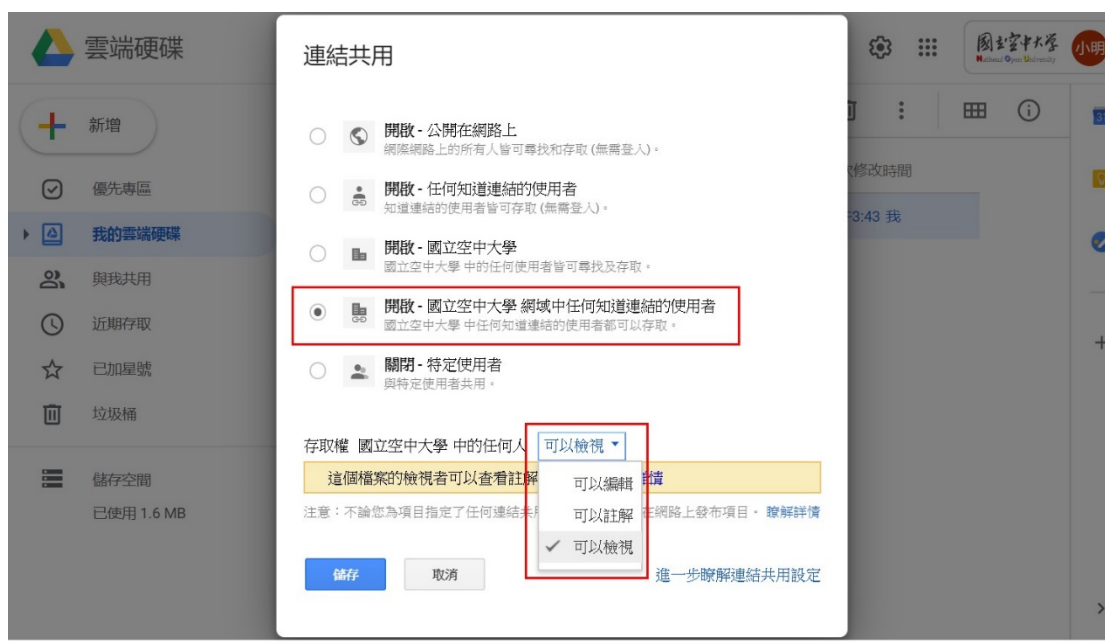 雲端硬碟
國立空中大學
National Open University
小明
新增
優先專區
我的雲端硬碟
與我共用
近期存取
已加星號
垃圾桶
儲存空間
已使用 1.6 MB
修改時間
3:43 我
連結共用
開啟 - 公開在網路上
網際網路上的所有人皆可尋找和存取 (無需登入)。
開啟 - 任何知道連結的使用者
知道連結的使用者皆可存取 (無需登入)。
開啟 - 國立空中大學
國立空中大學 中的任何使用者皆可尋找及存取。
開啟 - 國立空中大學 網域中任何知道連結的使用者
國立空中大學 中任何知道連結的使用者都可以存取。
關閉 - 特定使用者
與特定使用者共用。
存取權 國立空中大學 中的任何人 可以檢視
這個檔案的檢視者可以查看註解 情
可以編輯
注意：不論您為項目指定了任何連結共 在網路上發布項目。 瞭解詳情
可以註解
可以檢視
儲存 取消 進一步瞭解連結共用設定